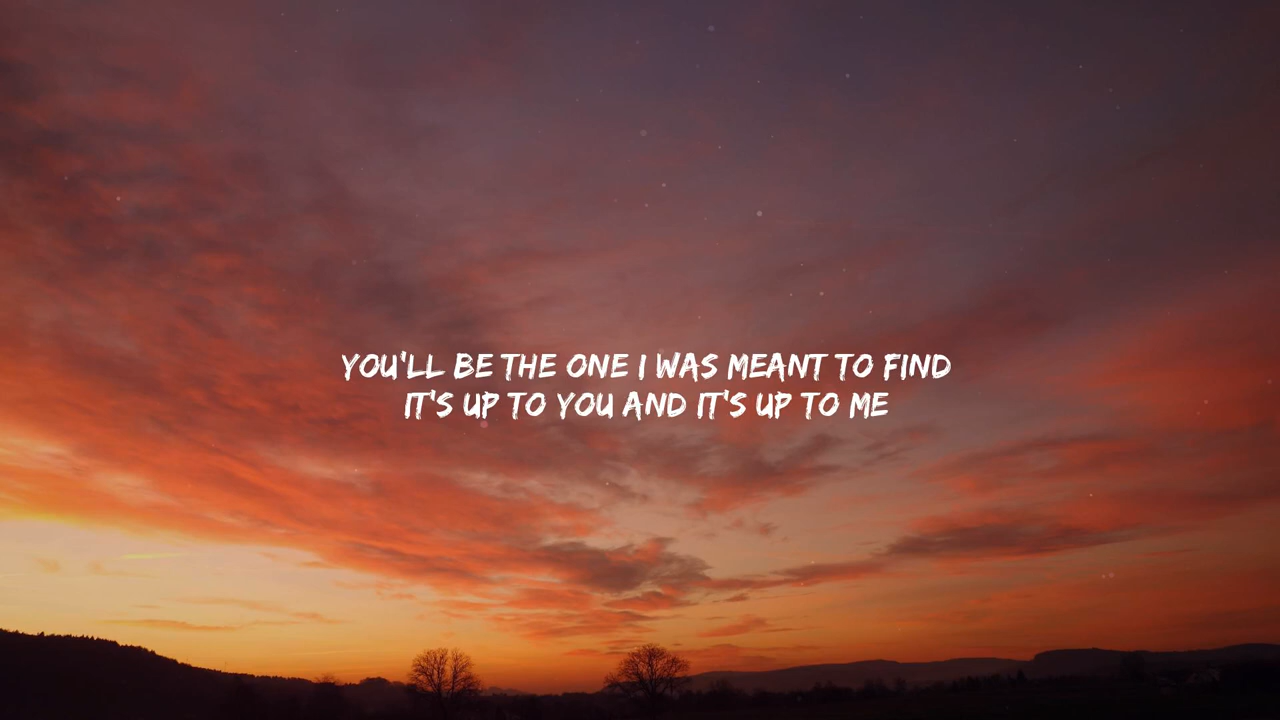 YOU'LL BE THE ONE I WAS MEANT TO FIND
IT'S UP TO YOU AND IT'S UP TO ME